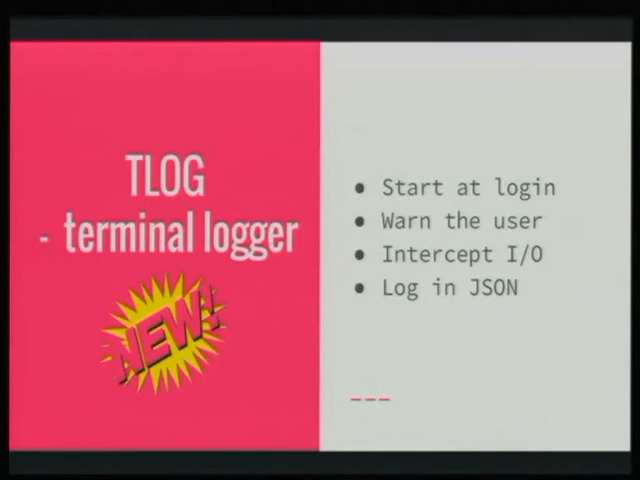 TLOG
- terminal logger
NEW!
● Start at login
● Warn the user
● Intercept I/O
● Log in JSON